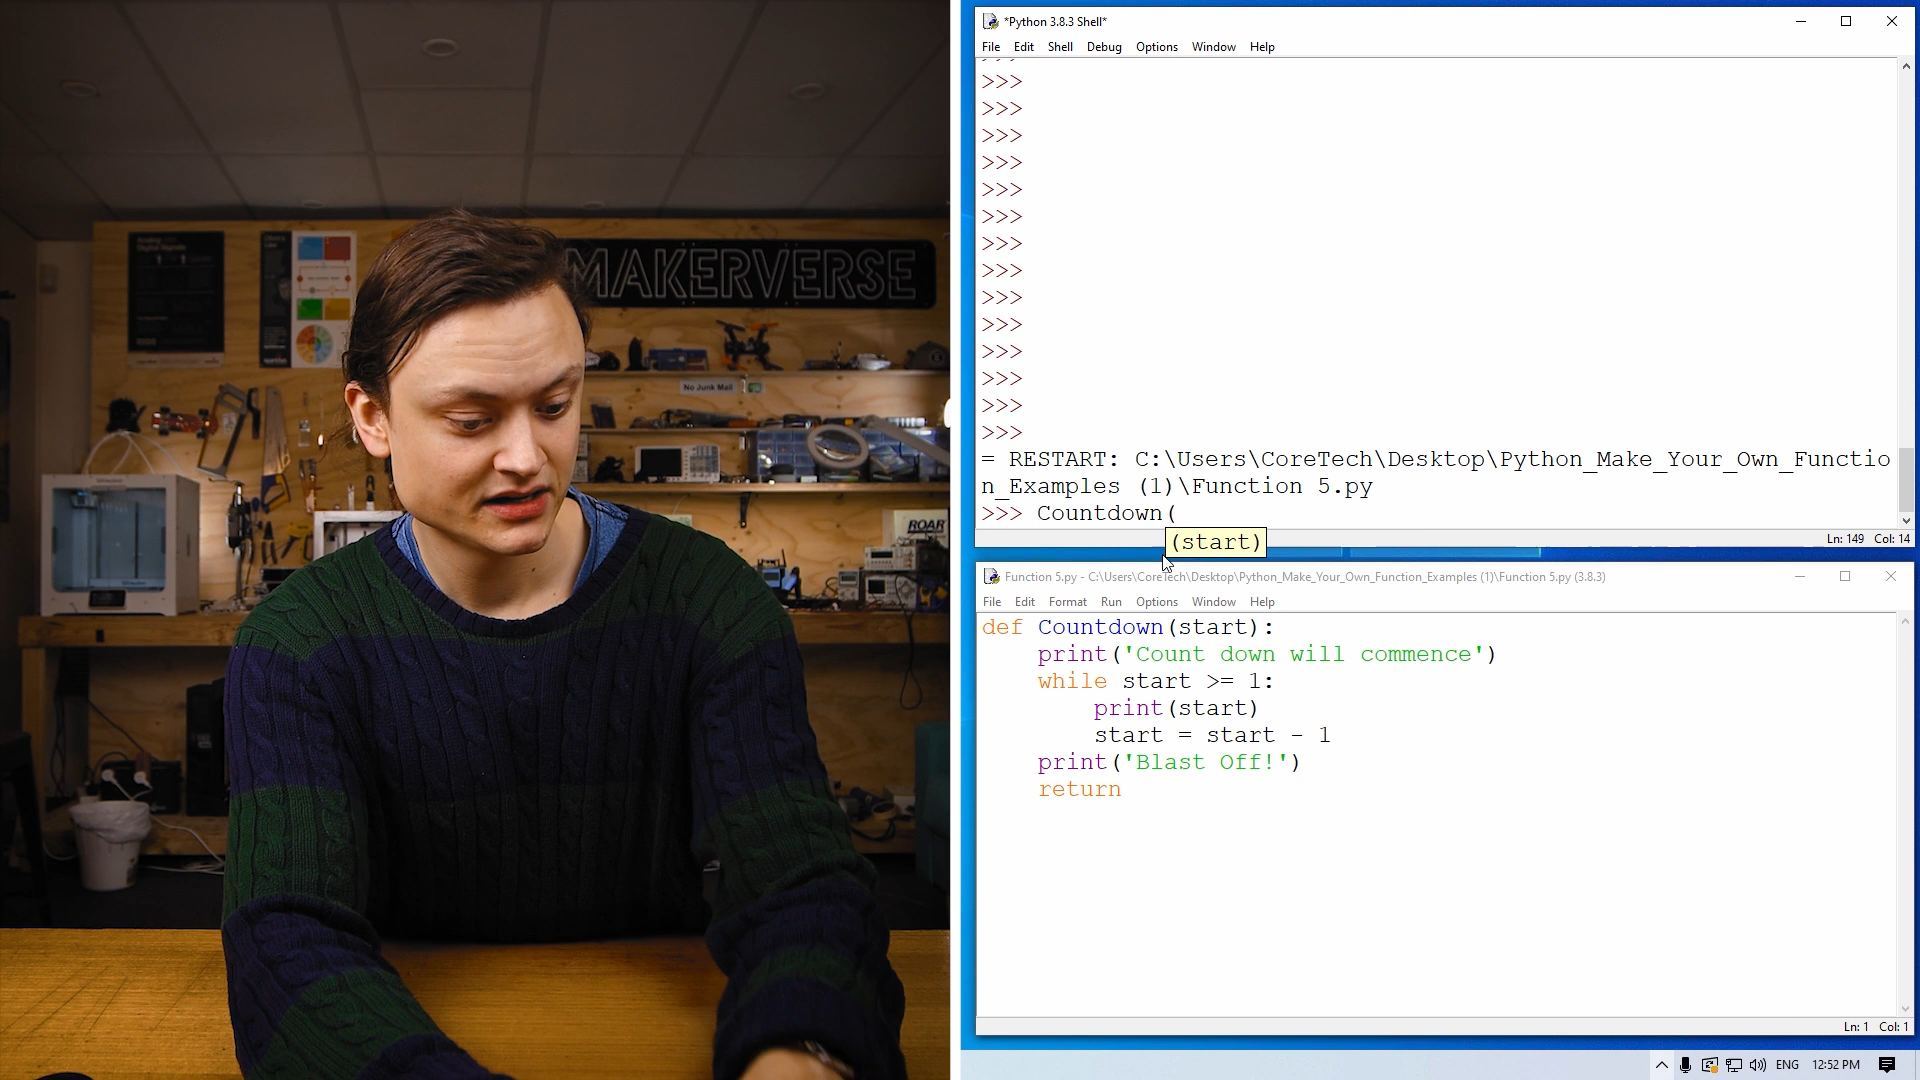 MAKERVERSE
No Junk Mail
ROAR
*Python 3.8.3 Shell*
File Edit Shell Debug Options Window Help
>>>
>>>
>>>
>>>
>>>
>>>
>>>
>>>
>>>
>>>
>>>
>>>
>>>
>>>
= RESTART: C:\Users\CoreTech\Desktop\Python_Make_Your_Own_Functio
n_Examples (1)\Function 5.py
>>> Countdown(
(start)
Ln: 149 Col: 14
Function 5.py - C:\Users\CoreTech\Desktop\Python_Make_Your_Own_Function_Examples (1)\Function 5.py (3.8.3)
File Edit Format Run Options Window Help
def Countdown(start):
print('Count down will commence')
while start >= 1:
print(start)
start = start - 1
print('Blast Off!')
return
Ln: 1 Col: 1
ENG 12:52 PM